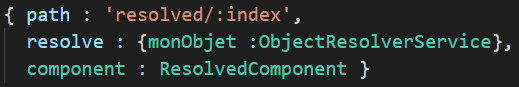 { path : 'resolved/:index',
resolve : {monObjet :ObjectResolverService},
component : ResolvedComponent }